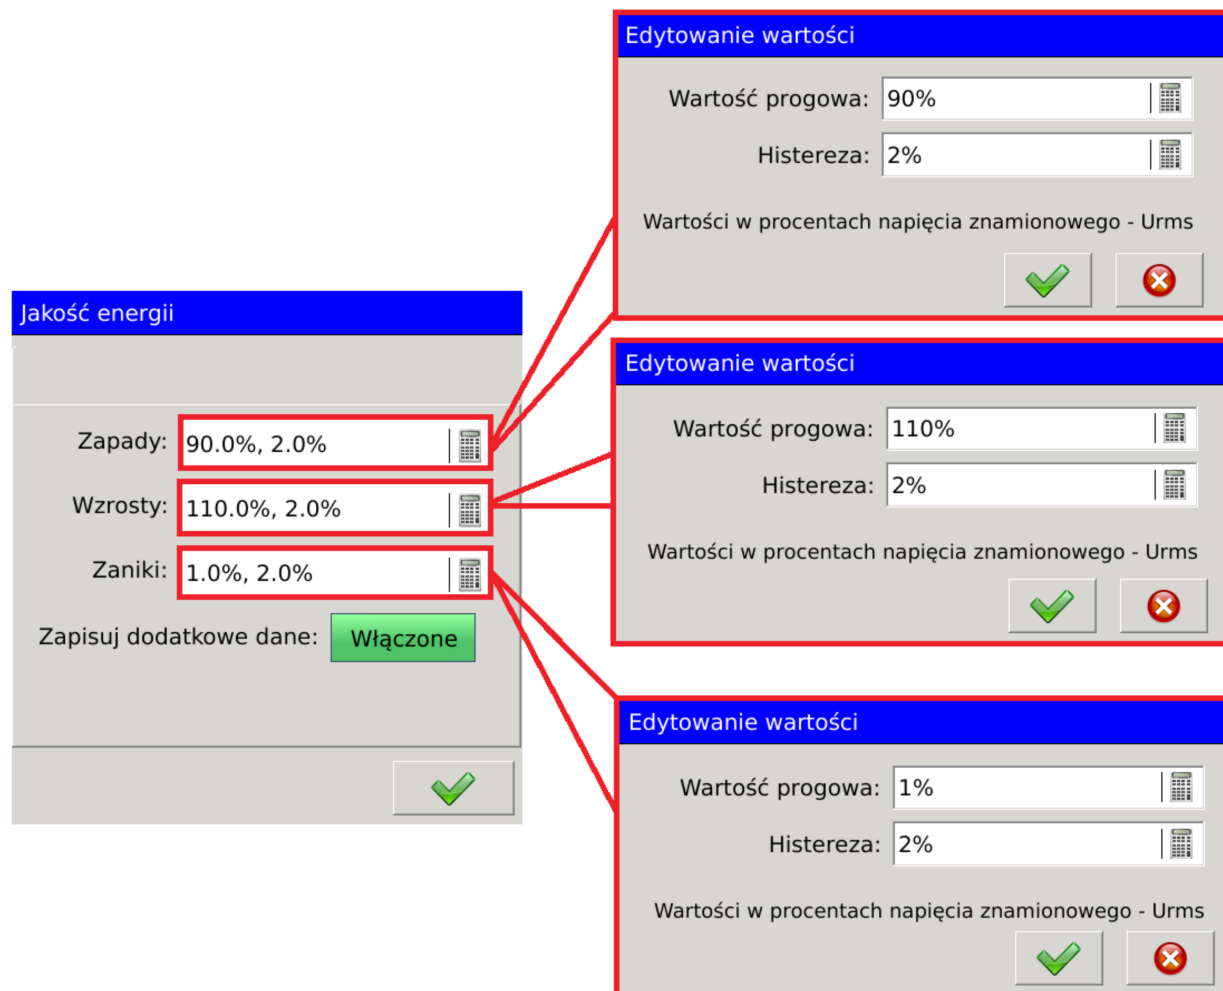 Jakość energii
Zapady: 90.0%, 2.0%
Wzrosty: 110.0%, 2.0%
Zaniki: 1.0%, 2.0%
Zapisuj dodatkowe dane: Włączone
Edytowanie wartości
Wartość progowa: 90%
Histereza: 2%
Wartości w procentach napięcia znamionowego - Urms
Edytowanie wartości
Wartość progowa: 110%
Histereza: 2%
Wartości w procentach napięcia znamionowego - Urms
Edytowanie wartości
Wartość progowa: 1%
Histereza: 2%
Wartości w procentach napięcia znamionowego - Urms